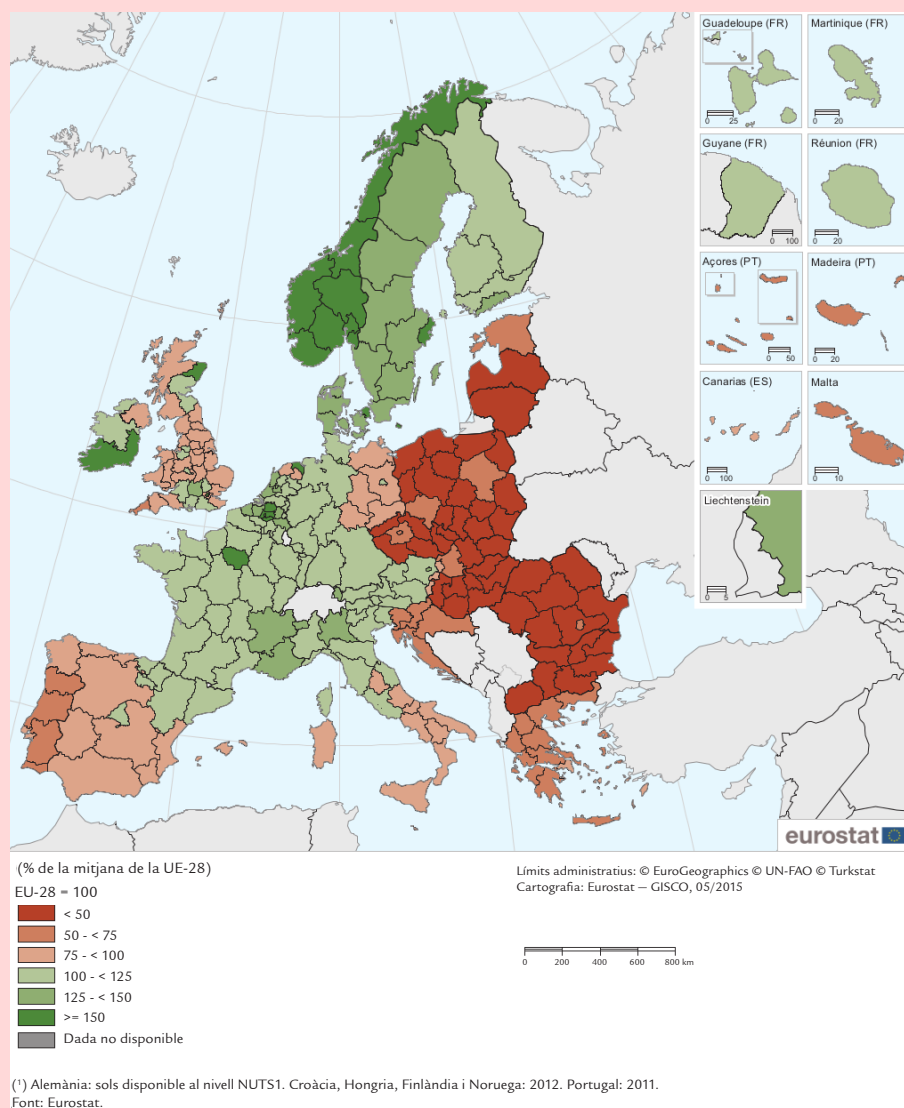 Guadeloupe (FR)
0 25
Martinique (FR)
0 20
Guyane (FR)
0 100
Réunion (FR)
0 20
Açores (PT)
0 50
Madeira (PT)
0 20
Canarias (ES)
0 100
Malta
0 10
Liechtenstein
0 5
eurostat
(% de la mitjana de la UE-28)
EU-28 = 100
< 50
50 - < 75
75 - < 100
100 - < 125
125 - < 150
>= 150
Dada no disponible
Límits administratius: © EuroGeographics © UN-FAO © Turkstat
Cartografia: Eurostat — GISCO, 05/2015
0 200 400 600 800 km
(¹) Alemània: sols disponible al nivell NUTS1. Croàcia, Hongria, Finlàndia i Noruega: 2012. Portugal: 2011.
Font: Eurostat.